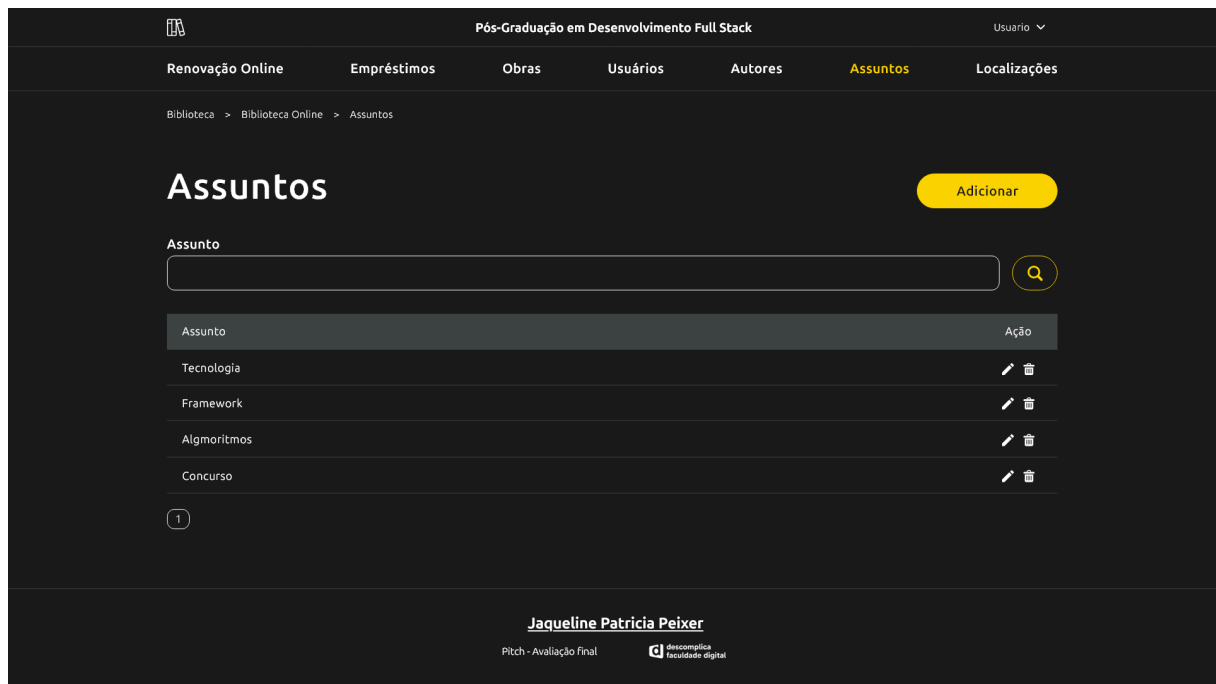 Pós-Graduação em Desenvolvimento Full Stack Usuario
Renovação Online Empréstimos Obras Usuários Autores Assuntos Localizações
Biblioteca > Biblioteca Online > Assuntos
Assuntos
Adicionar
Assunto
Assunto Ação
Tecnologia
Framework
Algmoritmos
Concurso
1
Jaqueline Patricia Peixer
Pitch - Avaliação final
descomplica
faculdade digital